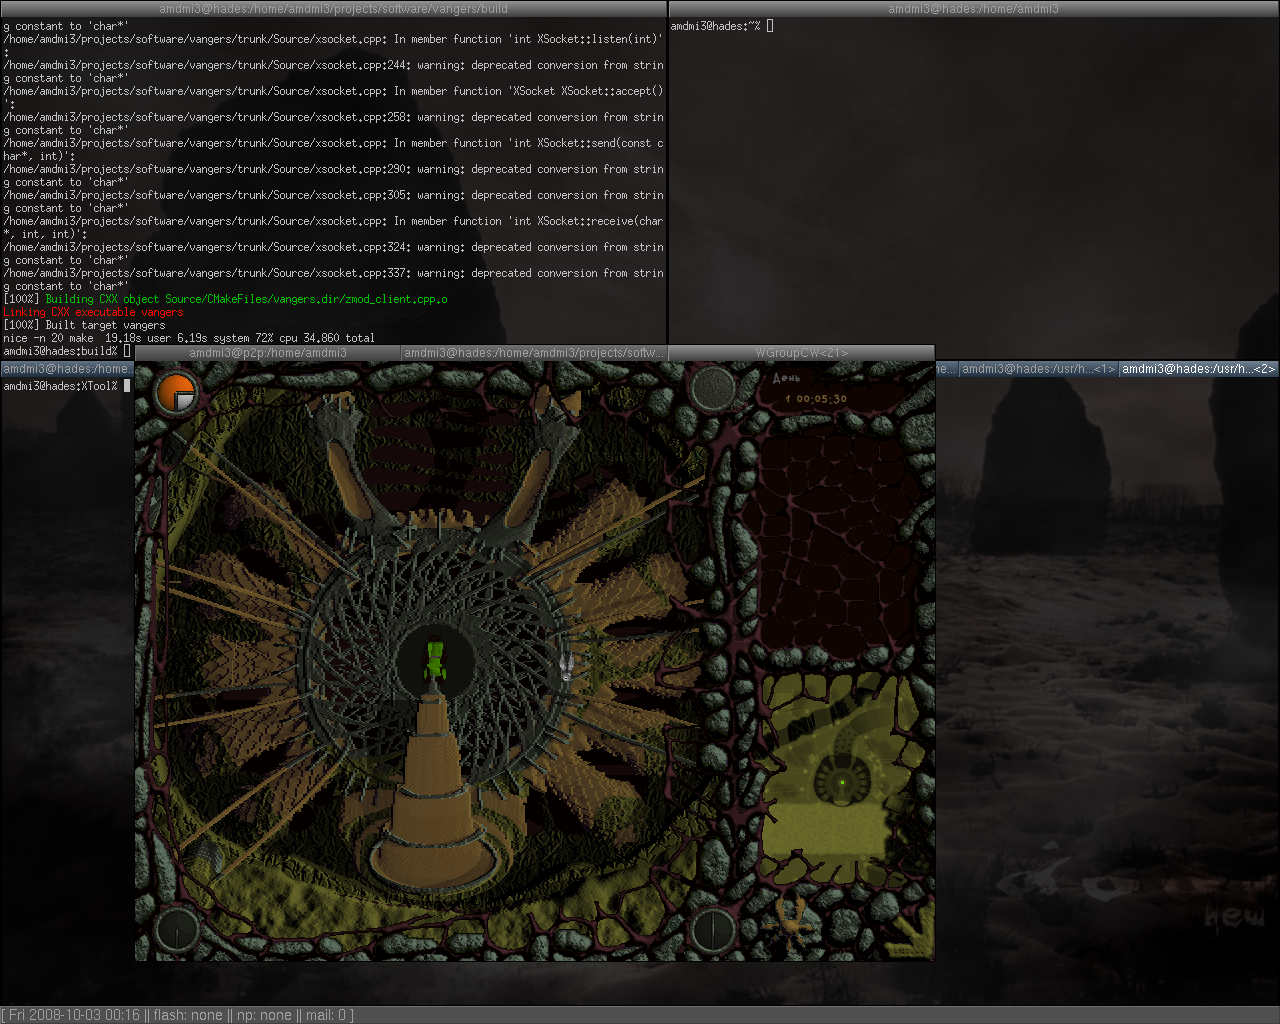 amdmi3@hades:/home/amdmi3/projects/software/vangers/build
amdmi3@hades:/home/amdmi3
g constant to 'char*'
/home/amdmi3/projects/software/vangers/trunk/Source/xsocket.cpp: In member function 'int XSocket::listen(int)'
:
/home/amdmi3/projects/software/vangers/trunk/Source/xsocket.cpp:244: warning: deprecated conversion from strin
g constant to 'char*'
/home/amdmi3/projects/software/vangers/trunk/Source/xsocket.cpp: In member function 'XSocket XSocket::accept()
':
/home/amdmi3/projects/software/vangers/trunk/Source/xsocket.cpp:258: warning: deprecated conversion from strin
g constant to 'char*'
/home/amdmi3/projects/software/vangers/trunk/Source/xsocket.cpp: In member function 'int XSocket::send(const c
har*, int)':
/home/amdmi3/projects/software/vangers/trunk/Source/xsocket.cpp:290: warning: deprecated conversion from strin
g constant to 'char*'
/home/amdmi3/projects/software/vangers/trunk/Source/xsocket.cpp:305: warning: deprecated conversion from strin
g constant to 'char*'
/home/amdmi3/projects/software/vangers/trunk/Source/xsocket.cpp: In member function 'int XSocket::receive(char
*, int, int)':
/home/amdmi3/projects/software/vangers/trunk/Source/xsocket.cpp:324: warning: deprecated conversion from strin
g constant to 'char*'
/home/amdmi3/projects/software/vangers/trunk/Source/xsocket.cpp:337: warning: deprecated conversion from strin
g constant to 'char*'
[100%] Building CXX object Source/CMakeFiles/vangers.dir/zmod_client.cpp.o
Linking CXX executable vangers
[100%] Built target vangers
nice -n 20 make  19.18s user 6.19s system 72% cpu 34.860 total
amdmi3@hades:build%
amdmi3@hades:~%
amdmi3@p2p:/home/amdmi3
amdmi3@hades:/home/amdmi3/projects/softw...
WGroupCW<21>
amdmi3@hades:/home...
ne...
amdmi3@hades:/usr/h...<1>
amdmi3@hades:/usr/h...<2>
amdmi3@hades:XTool%
День
1 00:05:30
new
[ Fri 2008-10-03 00:16 || flash: none || np: none || mail: 0 ]